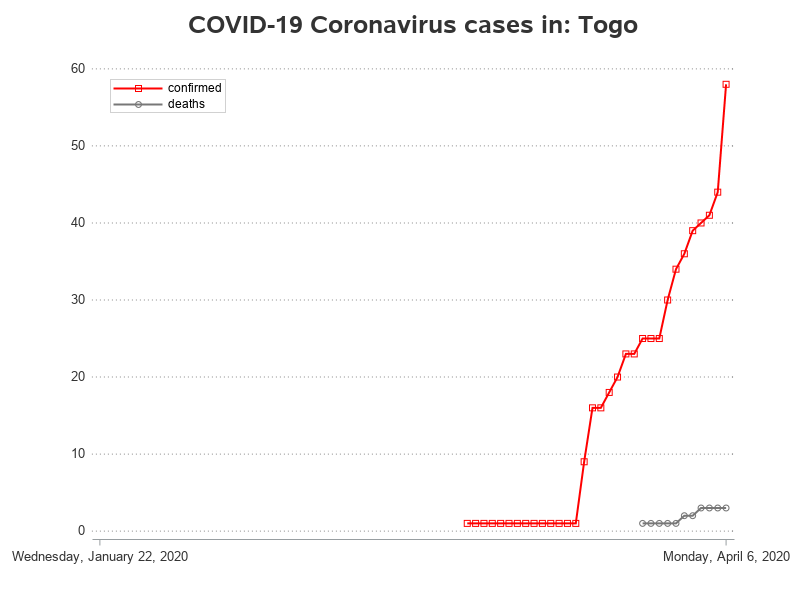 COVID-19 Coronavirus cases in: Togo
60
confirmed
deaths
50
40
30
20
10
0
Wednesday, January 22, 2020
Monday, April 6, 2020